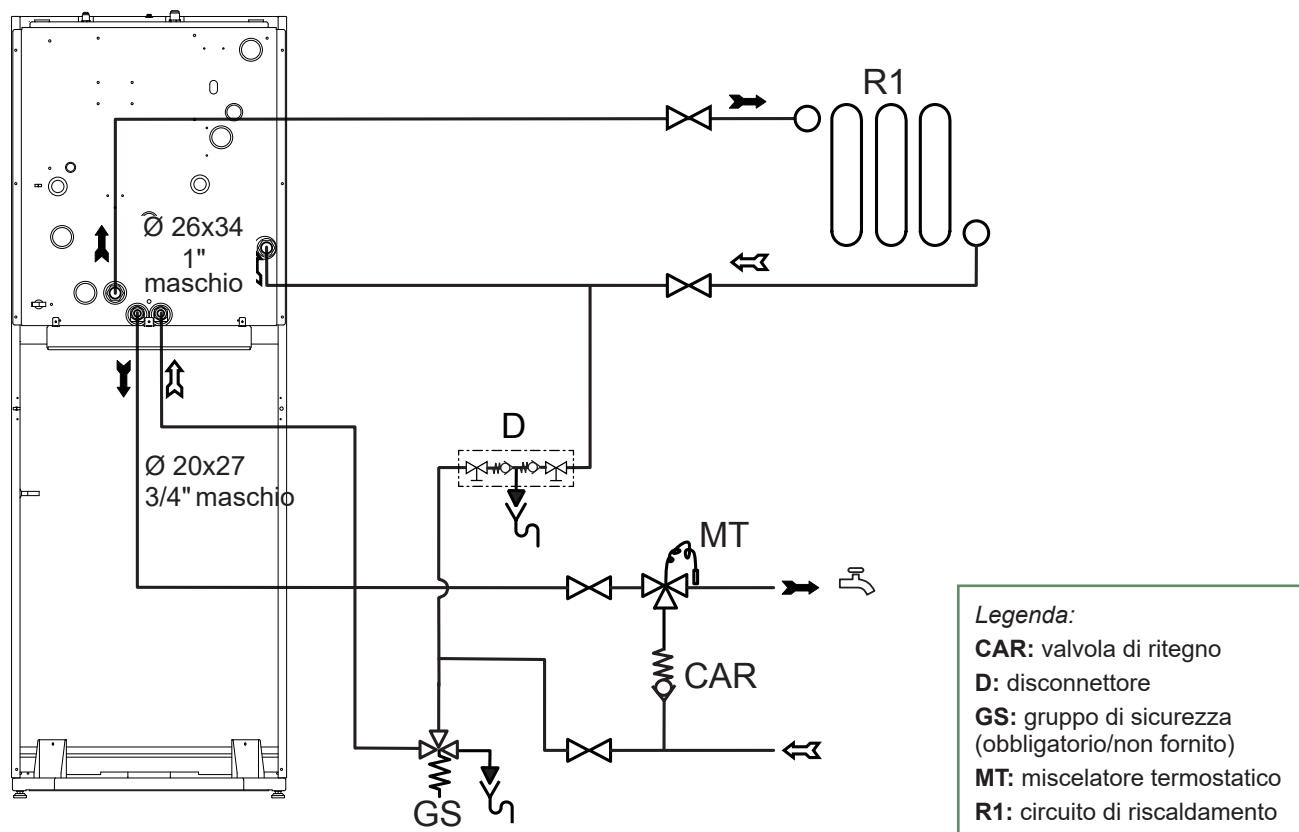 R1
Ø 26x34
1"
maschio
D
Ø 20x27
3/4" maschio
MT
CAR
GS
Legenda:
CAR: valvola di ritegno
D: disconnettore
GS: gruppo di sicurezza
(obbligatorio/non fornito)
MT: miscelatore termostatico
R1: circuito di riscaldamento